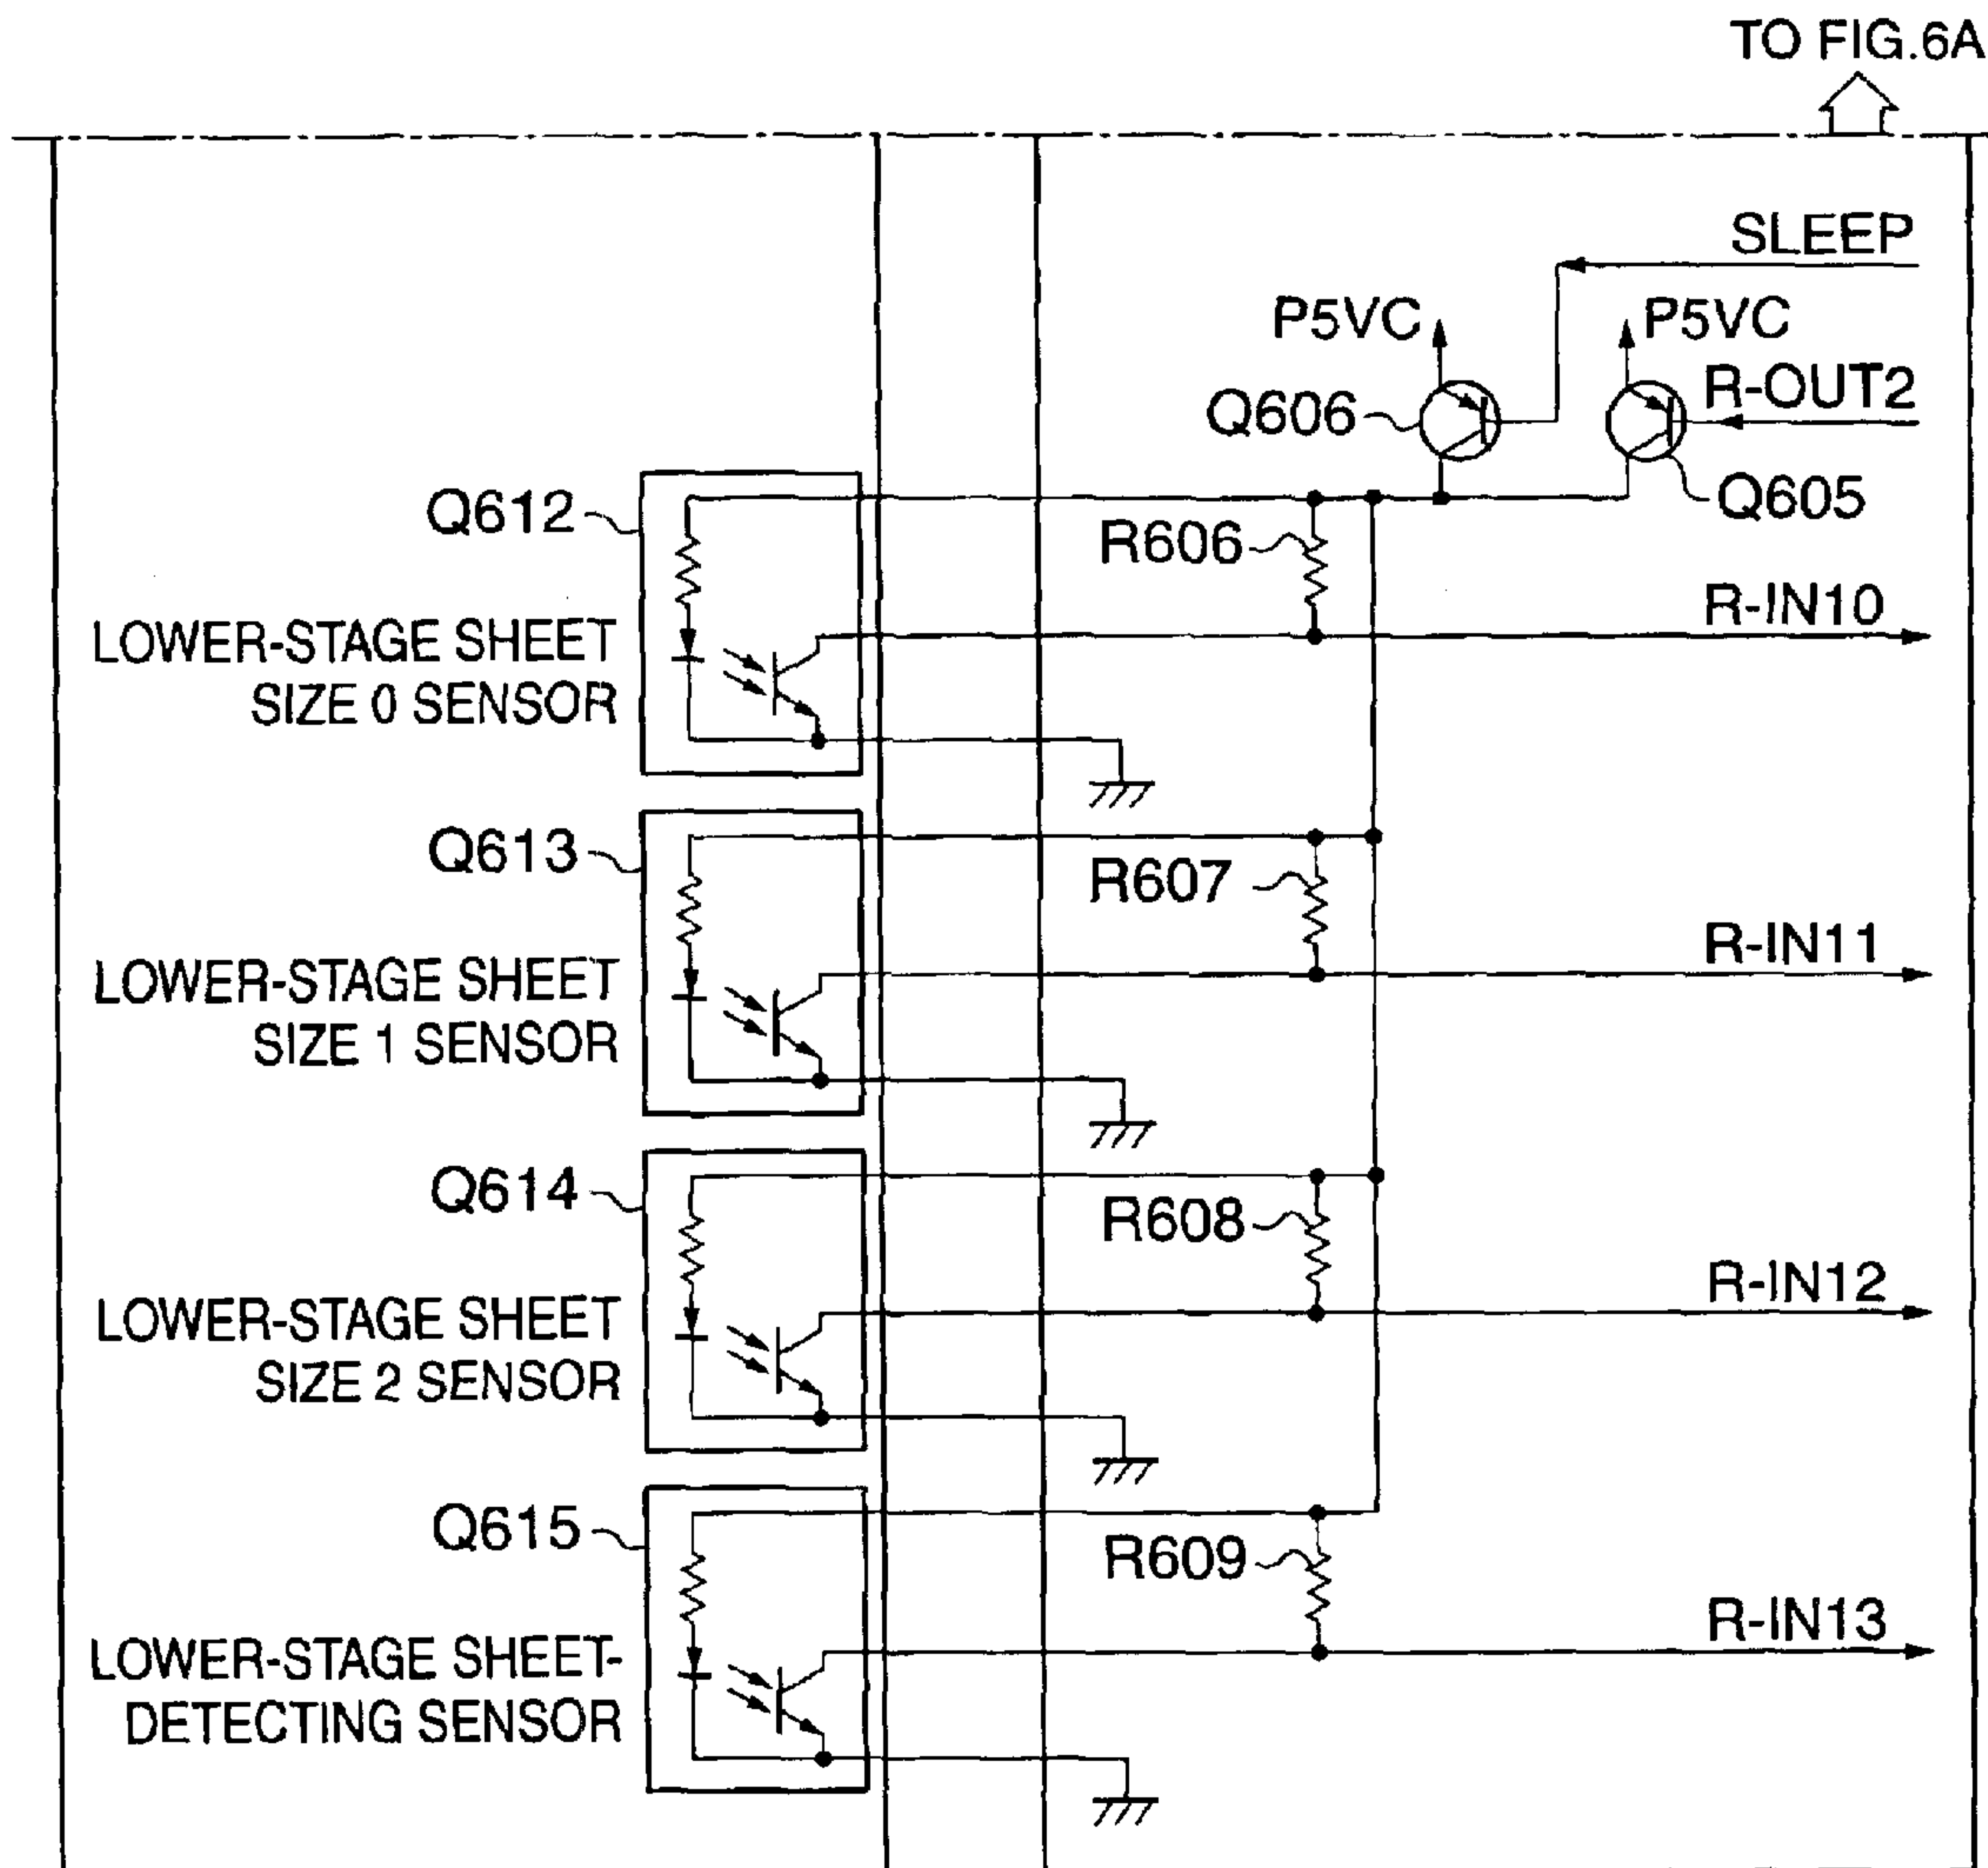 TO FIG.6A
SLEEP
P5VC
P5VC
R-OUT2
Q606
Q605
Q612
R606
R-IN10
LOWER-STAGE SHEET
SIZE 0 SENSOR
Q613
R607
R-IN11
LOWER-STAGE SHEET
SIZE 1 SENSOR
Q614
R608
R-IN12
LOWER-STAGE SHEET
SIZE 2 SENSOR
Q615
R609
R-IN13
LOWER-STAGE SHEET-
DETECTING SENSOR